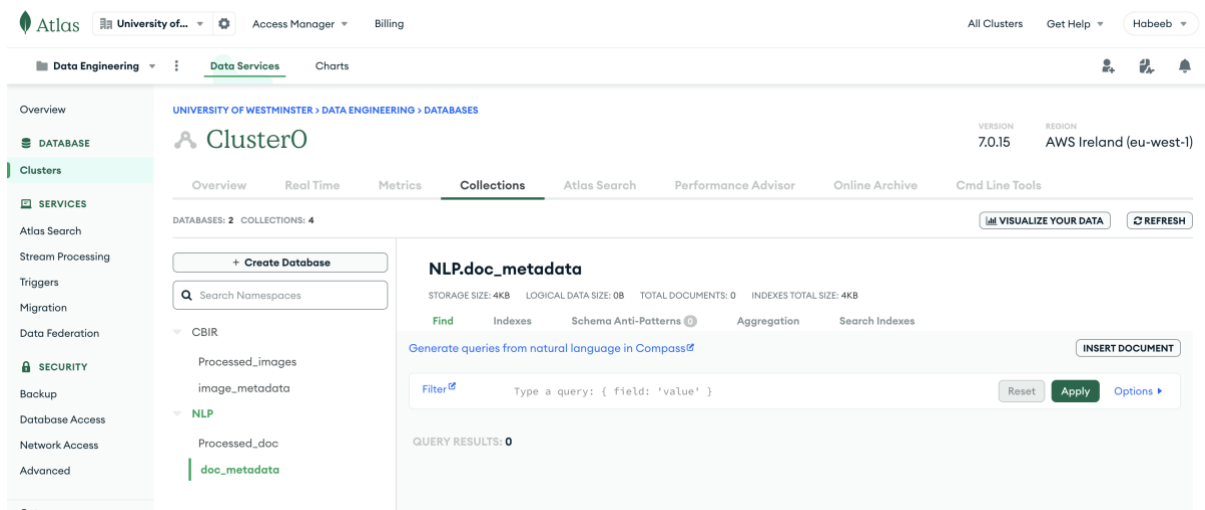 Atlas University of... Access Manager Billing All Clusters Get Help Habeeb
Data Engineering Data Services Charts
Overview
DATABASE
Clusters
SERVICES
Atlas Search
Stream Processing
Triggers
Migration
Data Federation
SECURITY
Backup
Database Access
Network Access
Advanced
UNIVERSITY OF WESTMINSTER > DATA ENGINEERING > DATABASES
Cluster0
VERSION
7.0.15
REGION
AWS Ireland (eu-west-1)
Overview Real Time Metrics Collections Atlas Search Performance Advisor Online Archive Cmd Line Tools
DATABASES: 2 COLLECTIONS: 4
VISUALIZE YOUR DATA REFRESH
+ Create Database
Search Namespaces
CBIR
Processed_images
image_metadata
NLP
Processed_doc
doc_metadata
NLP.doc_metadata
STORAGE SIZE: 4KB LOGICAL DATA SIZE: 0B TOTAL DOCUMENTS: 0 INDEXES TOTAL SIZE: 4KB
Find Indexes Schema Anti-Patterns 0 Aggregation Search Indexes
Generate queries from natural language in Compass
INSERT DOCUMENT
Filter Type a query: { field: 'value' } Reset Apply Options
QUERY RESULTS: 0